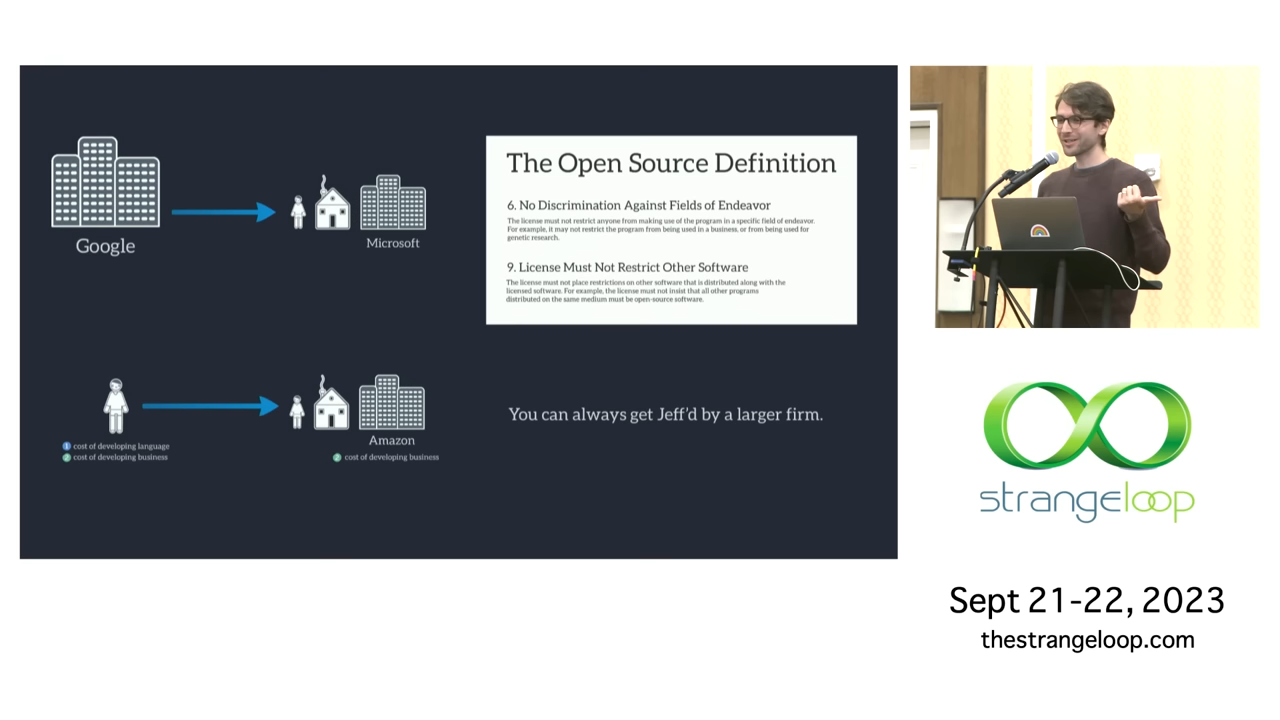 Google
Microsoft
The Open Source Definition
6. No Discrimination Against Fields of Endeavor
The license must not restrict anyone from making use of the program in a specific field of endeavor.
For example, it may not restrict the program from being used in a business, or from being used for
genetic research.
9. License Must Not Restrict Other Software
The license must not place restrictions on other software that is distributed along with the
licensed software. For example, the license must not insist that all other programs
distributed on the same medium must be open-source software.
1 cost of developing language
2 cost of developing business
Amazon
2 cost of developing business
You can always get Jeff'd by a larger firm.
strangeloop
Sept 21-22, 2023
thestrangeloop.com